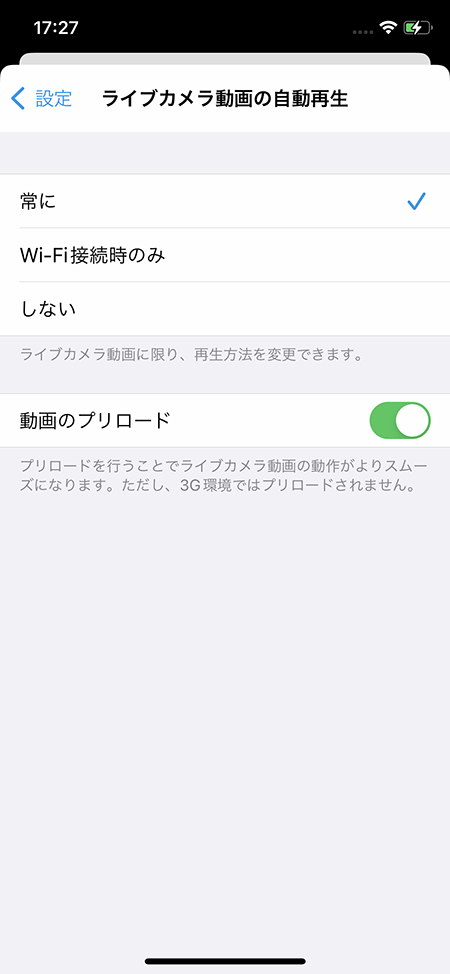 17:27
設定
ライブカメラ動画の自動再生
常に
Wi-Fi接続時のみ
しない
ライブカメラ動画に限り、再生方法を変更できます。
動画のプリロード
プリロードを行うことでライブカメラ動画の動作がよりスムー
ズになります。ただし、3G環境ではプリロードされません。